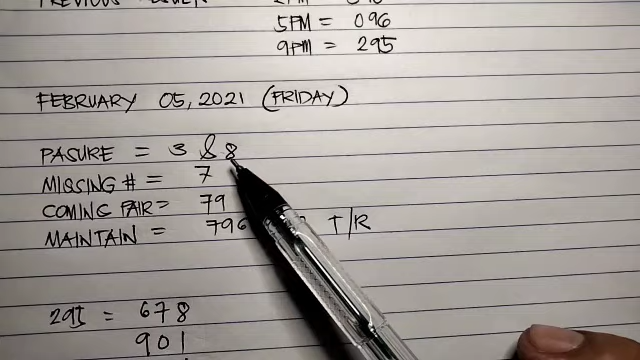 5PM = 096
9PM = 295
FEBRUARY 05, 2021 (FRIDAY)
PASURE = 3 & 8
MISSING # = 7
COMING PAIR = 79
MAINTAIN = 796 T/R
295 = 678
901